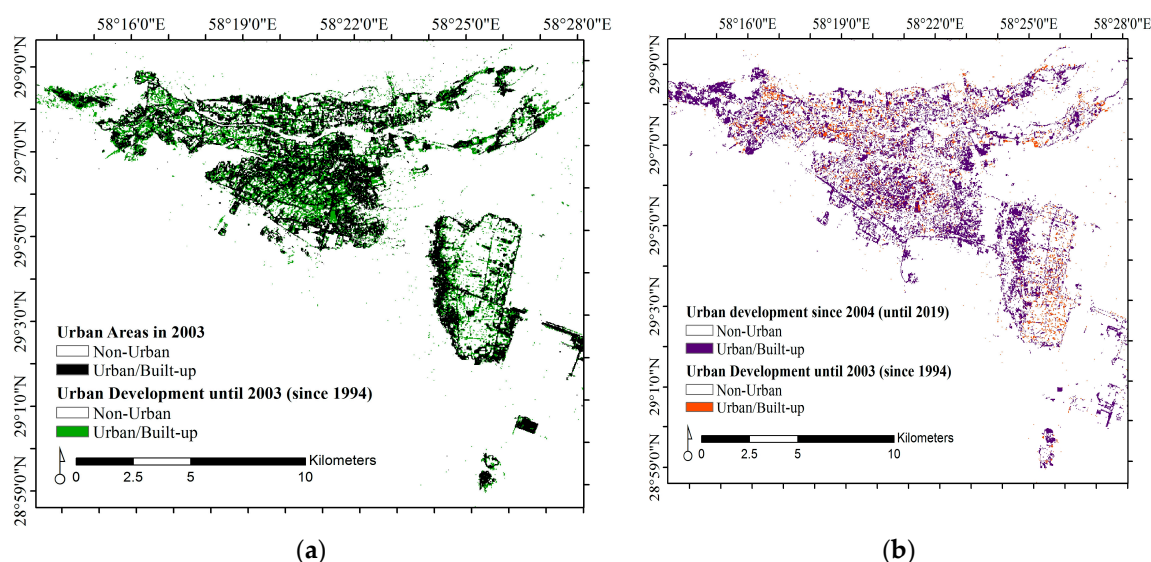 58°16'0"E 58°19'0"E 58°22'0"E 58°25'0"E 58°28'0"E
29°9'0"N
29°7'0"N
29°5'0"N
29°3'0"N
29°1'0"N
28°59'0"N
Urban Areas in 2003
Non-Urban
Urban/Built-up
Urban Development until 2003 (since 1994)
Non-Urban
Urban/Built-up
Kilometers
0 2.5 5 10
(a)
58°16'0"E 58°19'0"E 58°22'0"E 58°25'0"E 58°28'0"E
29°9'0"N
29°7'0"N
29°5'0"N
29°3'0"N
29°1'0"N
28°59'0"N
Urban development since 2004 (until 2019)
Non-Urban
Urban/Built-up
Urban Development until 2003 (since 1994)
Non-Urban
Urban/Built-up
Kilometers
0 2.5 5 10
(b)